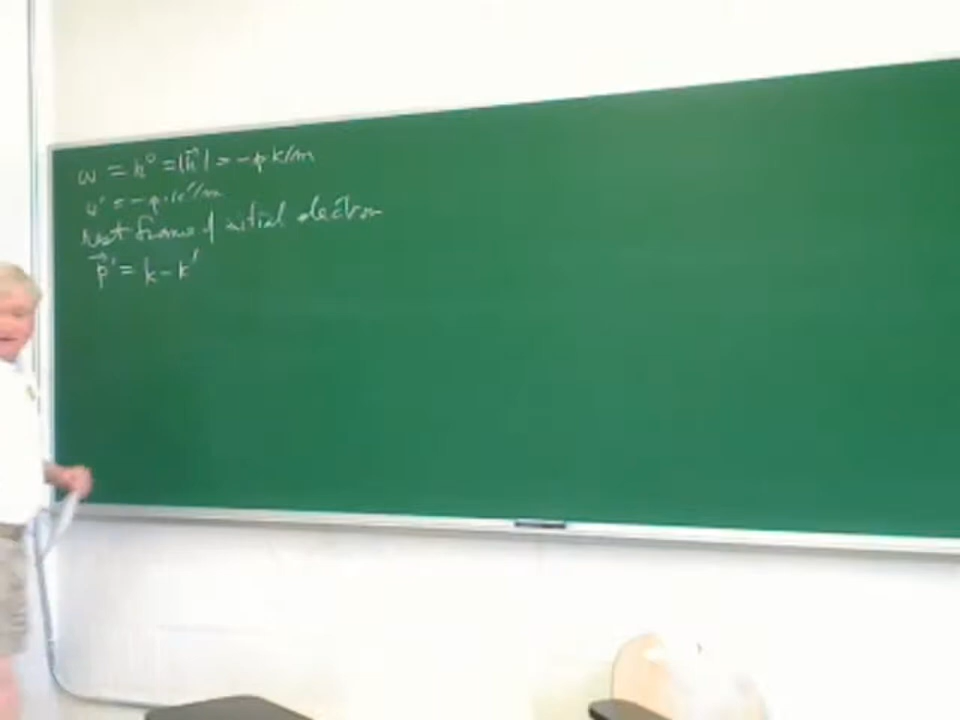 ω = k⁰ = |k⃗| = -p·k/m
ω' = -p·k'/m
rest frame of initial electron
p⃗' = k - k'